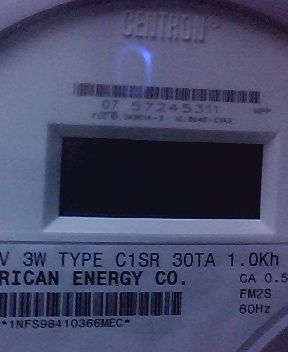 CENTRON®
07 57245311
V 3W TYPE C1SR 30TA 1.0Kh
RICAN ENERGY CO.
CA 0.5
FM2S
60Hz
*1NFS98410366MEC*